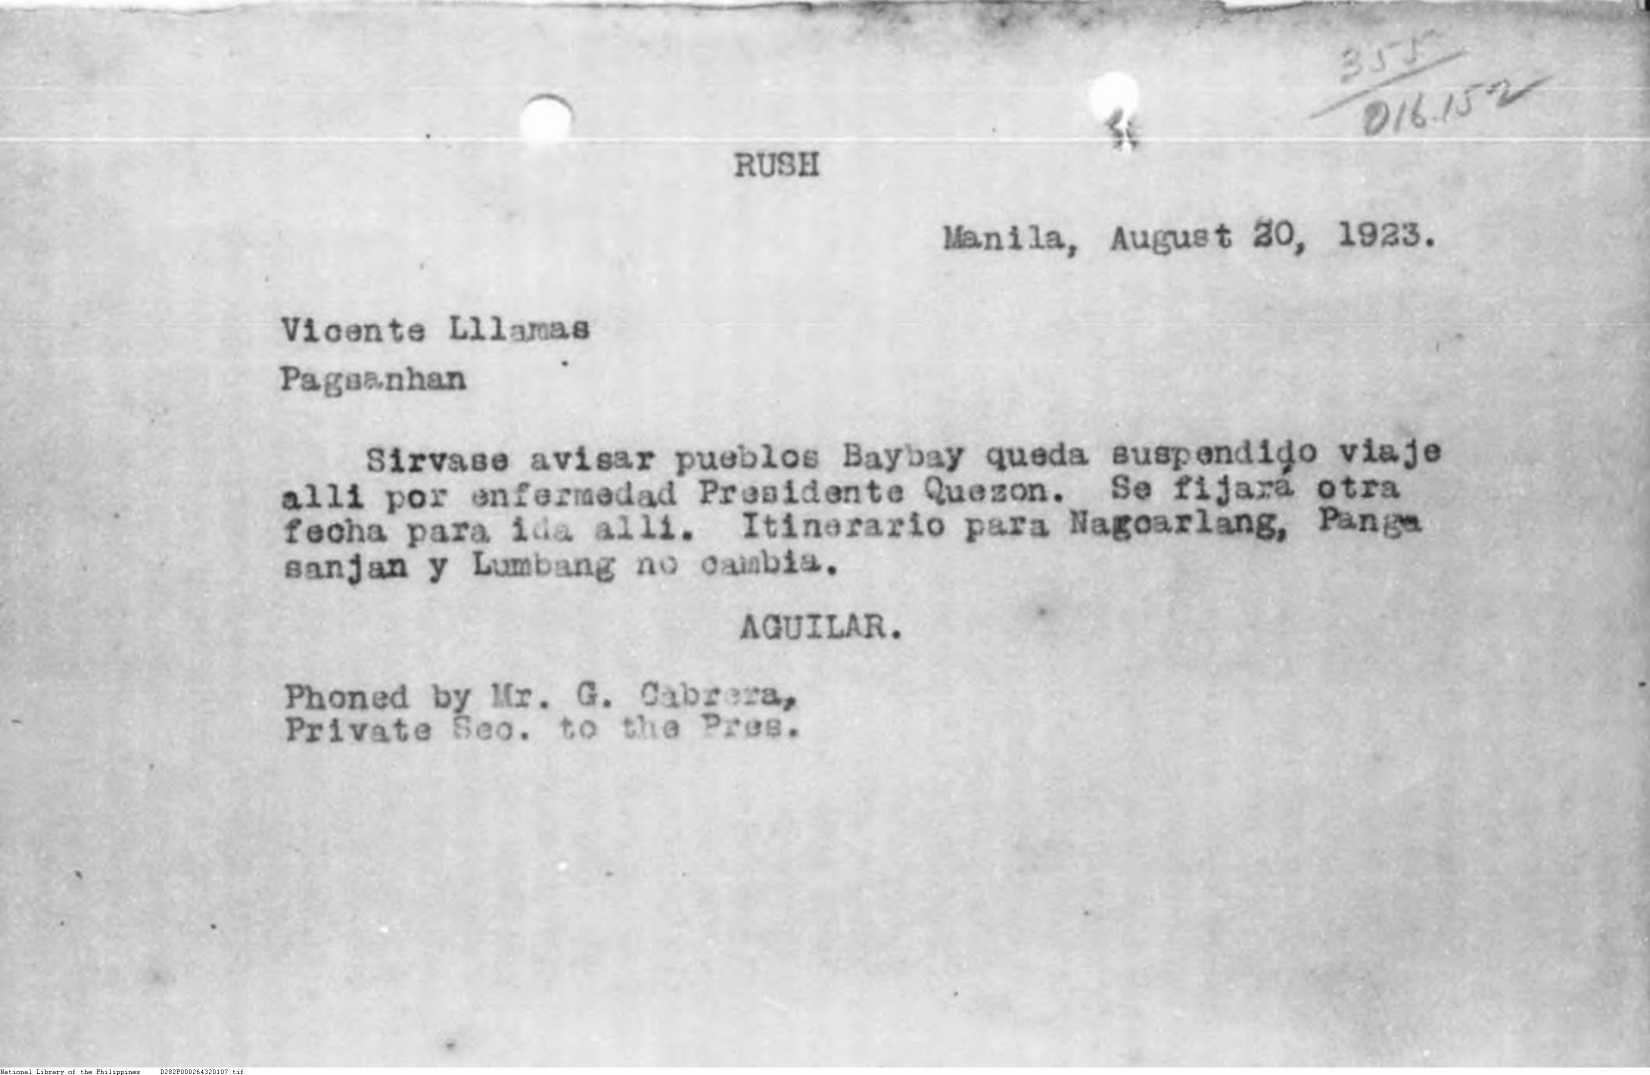 355
016.152
RUSH
Manila, August 20, 1923.
Vicente Lllamas
Pagsanhan
Sirvase avisar pueblos Baybay queda suspendido viaje
alli por enfermedad Presidente Quezon. Se fijará otra
fecha para ida alli. Itinerario para Nagcarlang, Panga
sanjan y Lumbang no cambia.
AGUILAR.
Phoned by Mr. G. Cabrera,
Private Sec. to the Pres.
National Library of the Philippines D282P000264320107.tif